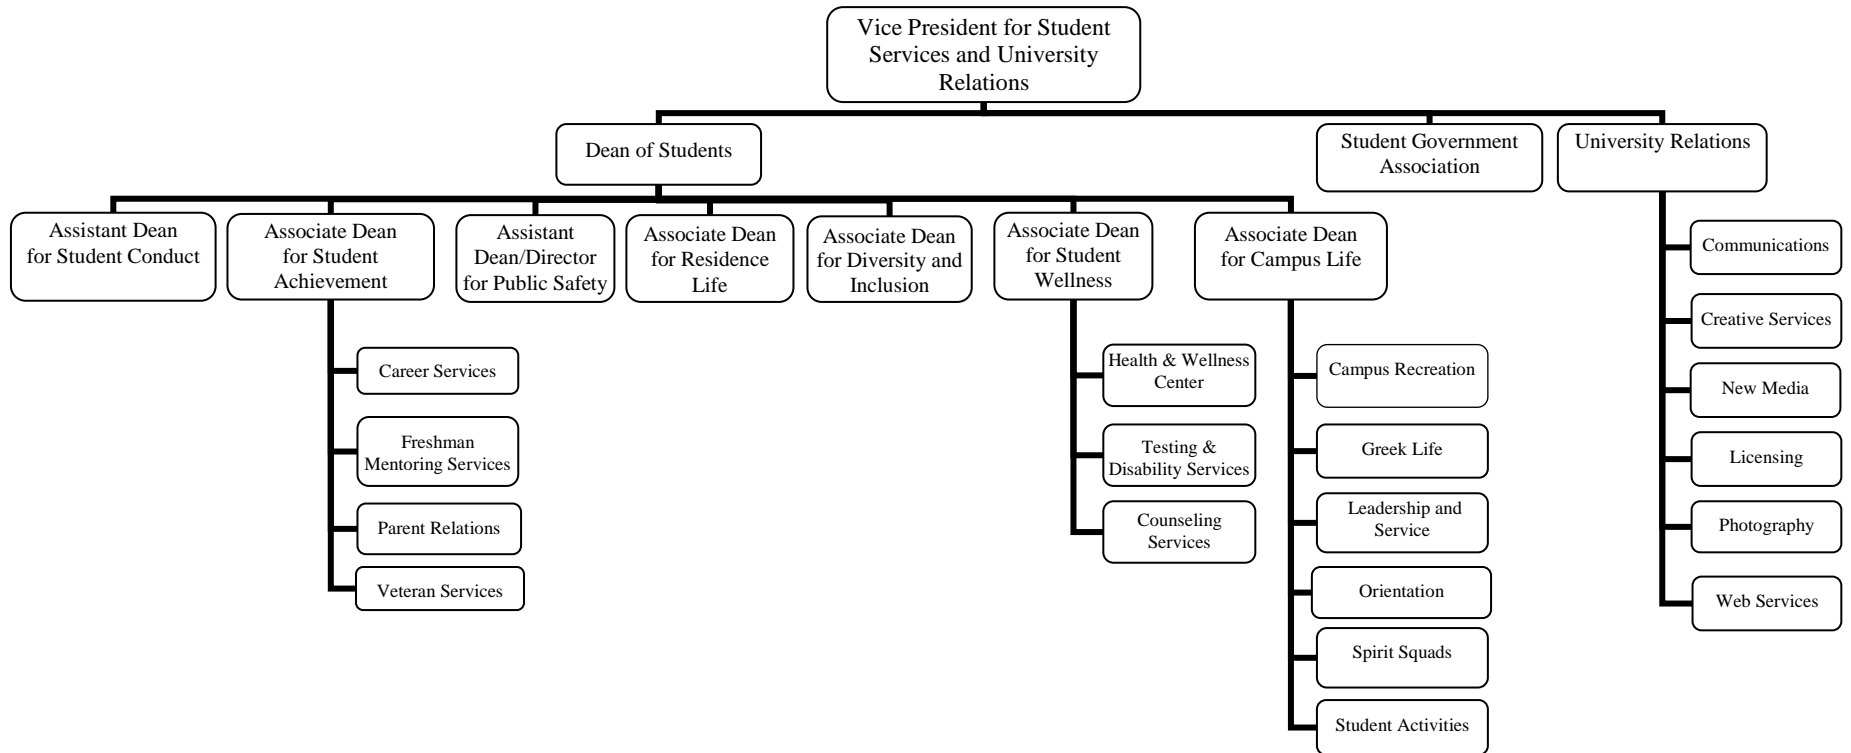 Vice President for Student
Services and University
Relations
Dean of Students
Student Government
Association
University Relations
Assistant Dean
for Student Conduct
Associate Dean
for Student
Achievement
Assistant
Dean/Director
for Public Safety
Associate Dean
for Residence
Life
Associate Dean
for Diversity and
Inclusion
Associate Dean
for Student
Wellness
Associate Dean
for Campus Life
Career Services
Freshman
Mentoring Services
Parent Relations
Veteran Services
Health & Wellness
Center
Testing &
Disability Services
Counseling
Services
Campus Recreation
Greek Life
Leadership and
Service
Orientation
Spirit Squads
Student Activities
Communications
Creative Services
New Media
Licensing
Photography
Web Services